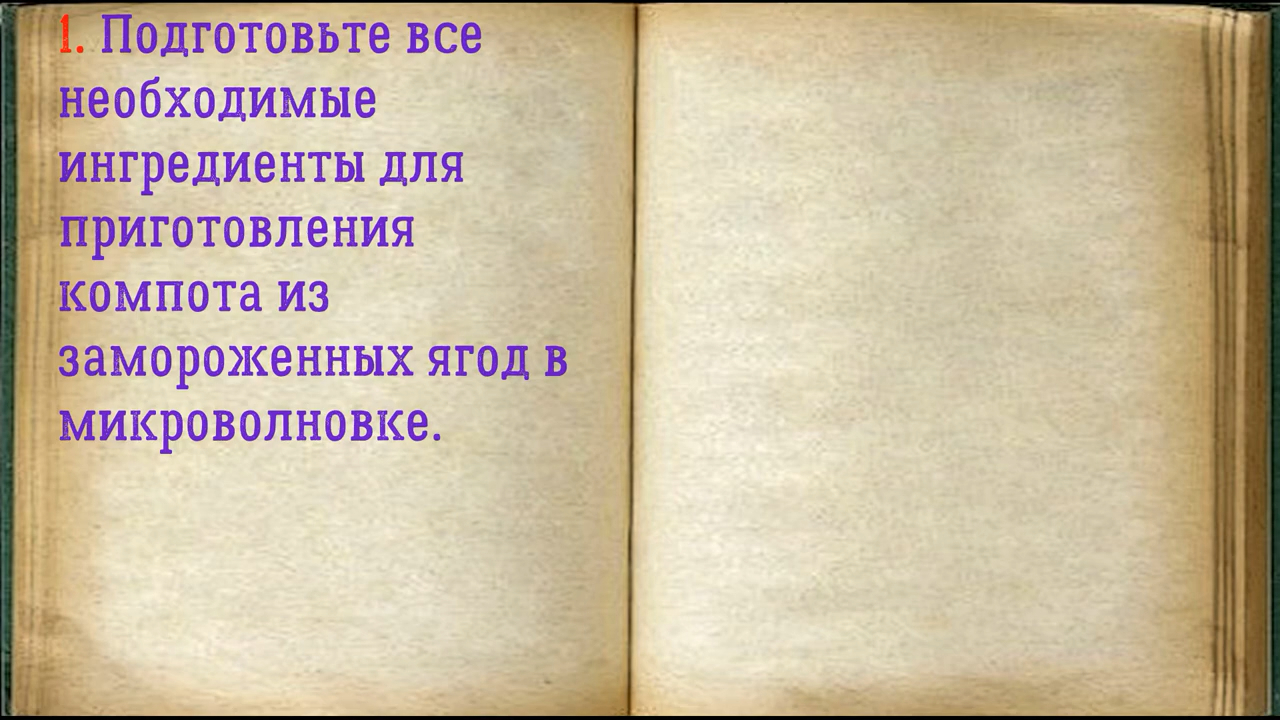 1. Подготовьте все
необходимые
ингредиенты для
приготовления
компота из
замороженных ягод в
микроволновке.